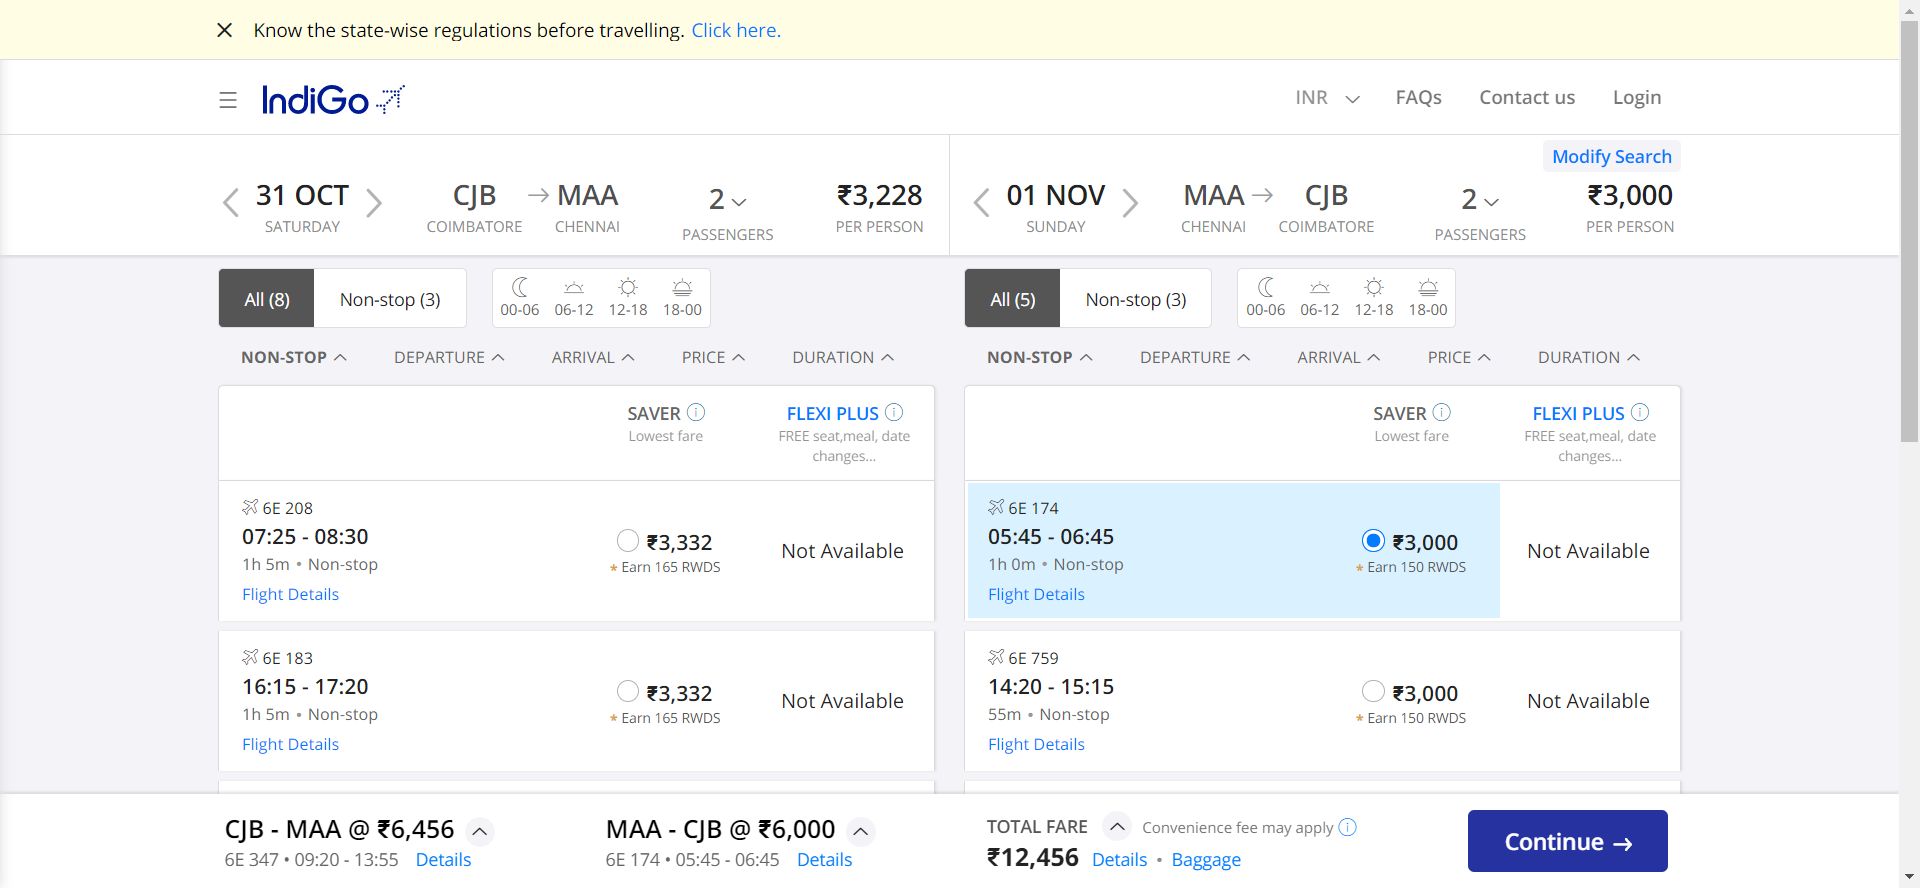 Know the state-wise regulations before travelling. Click here.
IndiGo
INR
FAQs
Contact us
Login
Modify Search
31 OCT
SATURDAY
CJB
COIMBATORE
MAA
CHENNAI
2
PASSENGERS
₹3,228
PER PERSON
01 NOV
SUNDAY
MAA
CHENNAI
CJB
COIMBATORE
2
PASSENGERS
₹3,000
PER PERSON
All (8)
Non-stop (3)
00-06
06-12
12-18
18-00
All (5)
Non-stop (3)
00-06
06-12
12-18
18-00
NON-STOP
DEPARTURE
ARRIVAL
PRICE
DURATION
NON-STOP
DEPARTURE
ARRIVAL
PRICE
DURATION
SAVER
Lowest fare
FLEXI PLUS
FREE seat,meal, date
changes...
SAVER
Lowest fare
FLEXI PLUS
FREE seat,meal, date
changes...
6E 208
07:25 - 08:30
1h 5m • Non-stop
Flight Details
₹3,332
* Earn 165 RWDS
Not Available
6E 174
05:45 - 06:45
1h 0m • Non-stop
Flight Details
₹3,000
* Earn 150 RWDS
Not Available
6E 183
16:15 - 17:20
1h 5m • Non-stop
Flight Details
₹3,332
* Earn 165 RWDS
Not Available
6E 759
14:20 - 15:15
55m • Non-stop
Flight Details
₹3,000
* Earn 150 RWDS
Not Available
CJB - MAA @ ₹6,456
6E 347 • 09:20 - 13:55 Details
MAA - CJB @ ₹6,000
6E 174 • 05:45 - 06:45 Details
TOTAL FARE
Convenience fee may apply
₹12,456 Details • Baggage
Continue →